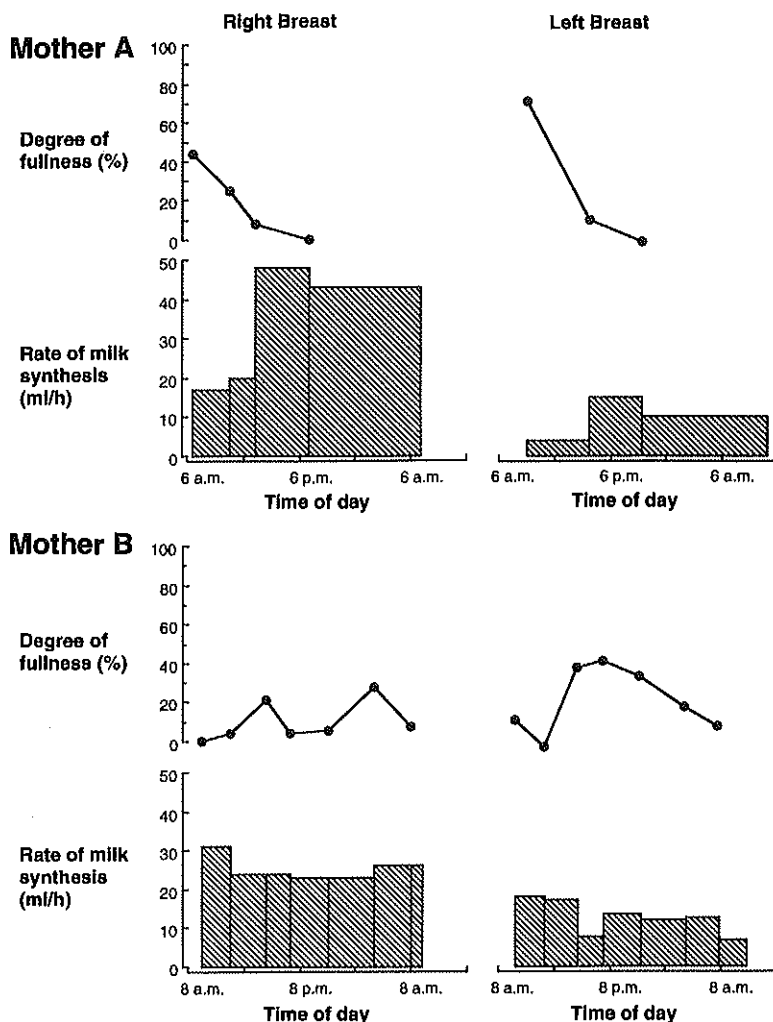 Right Breast Left Breast
Mother A
100
80
60
40
20
0
Degree of
fullness (%)
50
40
30
20
10
0
Rate of milk
synthesis
(ml/h)
6 a.m. 6 p.m. 6 a.m. 6 a.m. 6 p.m. 6 a.m.
Time of day Time of day
Mother B
100
80
60
40
20
0
Degree of
fullness (%)
50
40
30
20
10
0
Rate of milk
synthesis
(ml/h)
8 a.m. 8 p.m. 8 a.m. 8 a.m. 8 p.m. 8 a.m.
Time of day Time of day